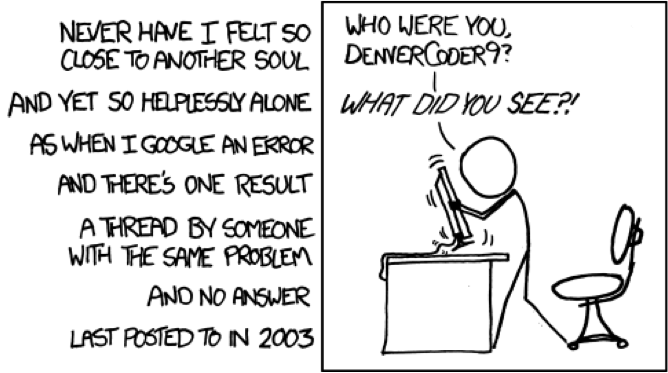 NEVER HAVE I FELT SO
CLOSE TO ANOTHER SOUL
AND YET SO HELPLESSLY ALONE
AS WHEN I GOOGLE AN ERROR
AND THERE'S ONE RESULT
A THREAD BY SOMEONE
WITH THE SAME PROBLEM
AND NO ANSWER
LAST POSTED TO IN 2003
WHO WERE YOU,
DENVERCODER9?
WHAT DID YOU SEE?!